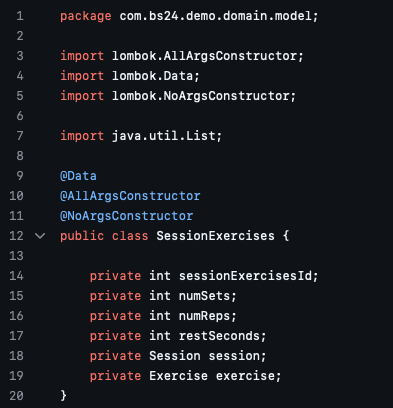 1 package com.bs24.demo.domain.model;
2
3 import lombok.AllArgsConstructor;
4 import lombok.Data;
5 import lombok.NoArgsConstructor;
6
7 import java.util.List;
8
9 @Data
10 @AllArgsConstructor
11 @NoArgsConstructor
12 public class SessionExercises {
13
14     private int sessionExercisesId;
15     private int numSets;
16     private int numReps;
17     private int restSeconds;
18     private Session session;
19     private Exercise exercise;
20 }